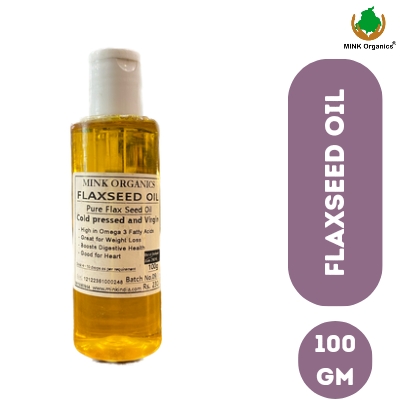 MINK Organics®
MINK ORGANICS
FLAXSEED OIL
Pure Flax Seed Oil
Cold pressed and Virgin
- High in Omega 3 Fatty Acids
- Great for Weight Loss
- Boosts Digestive Health
- Good for Heart
100g
Batch No.
Rs.
FLAXSEED OIL
100
GM